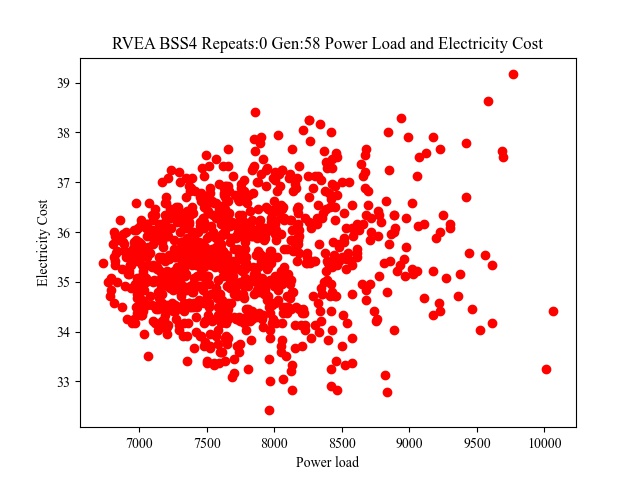 RVEA BSS4 Repeats:0 Gen:58 Power Load and Electricity Cost
39
38
37
36
35
34
33
Electricity Cost
7000 7500 8000 8500 9000 9500 10000
Power load